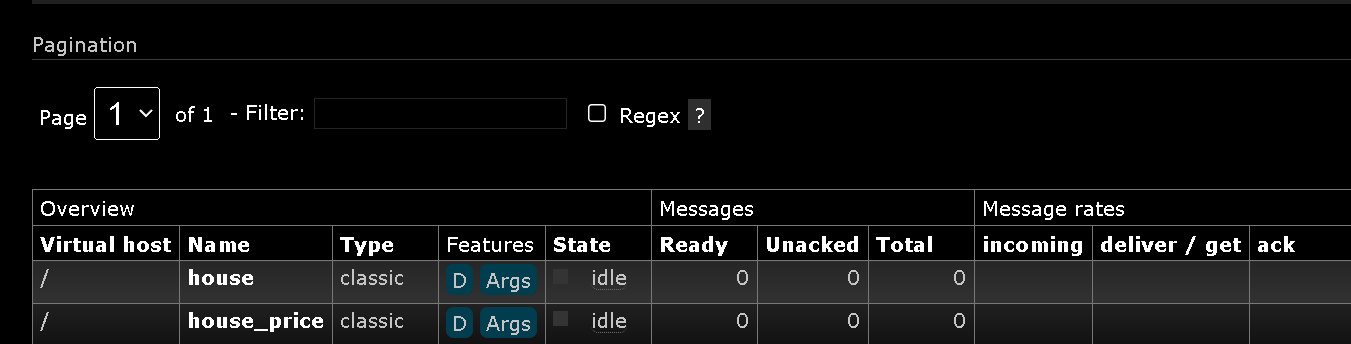 Pagination
Page 1 of 1 - Filter: Regex ?
Overview Messages Message rates
Virtual host Name Type Features State Ready Unacked Total incoming deliver / get ack
/ house classic D Args idle 0 0 0
/ house_price classic D Args idle 0 0 0